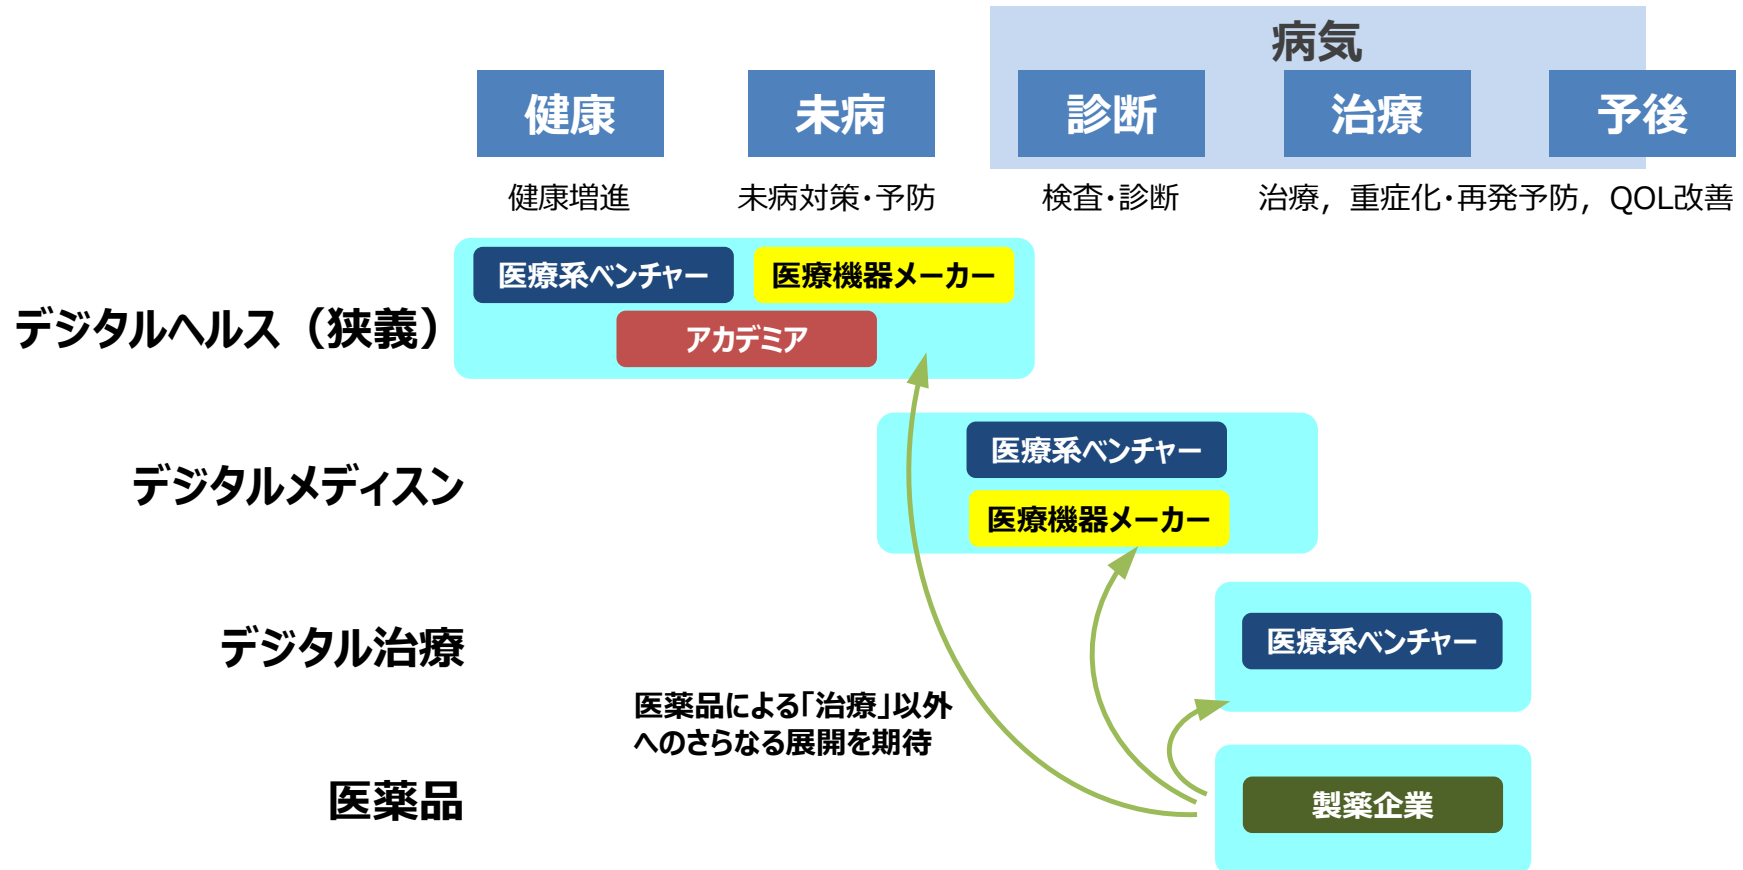 病気
健康
未病
診断
治療
予後
健康増進
未病対策・予防
検査・診断
治療，重症化・再発予防，QOL改善
デジタルヘルス（狭義）
医療系ベンチャー
医療機器メーカー
アカデミア
デジタルメディスン
医療系ベンチャー
医療機器メーカー
デジタル治療
医療系ベンチャー
医薬品による「治療」以外
へのさらなる展開を期待
医薬品
製薬企業